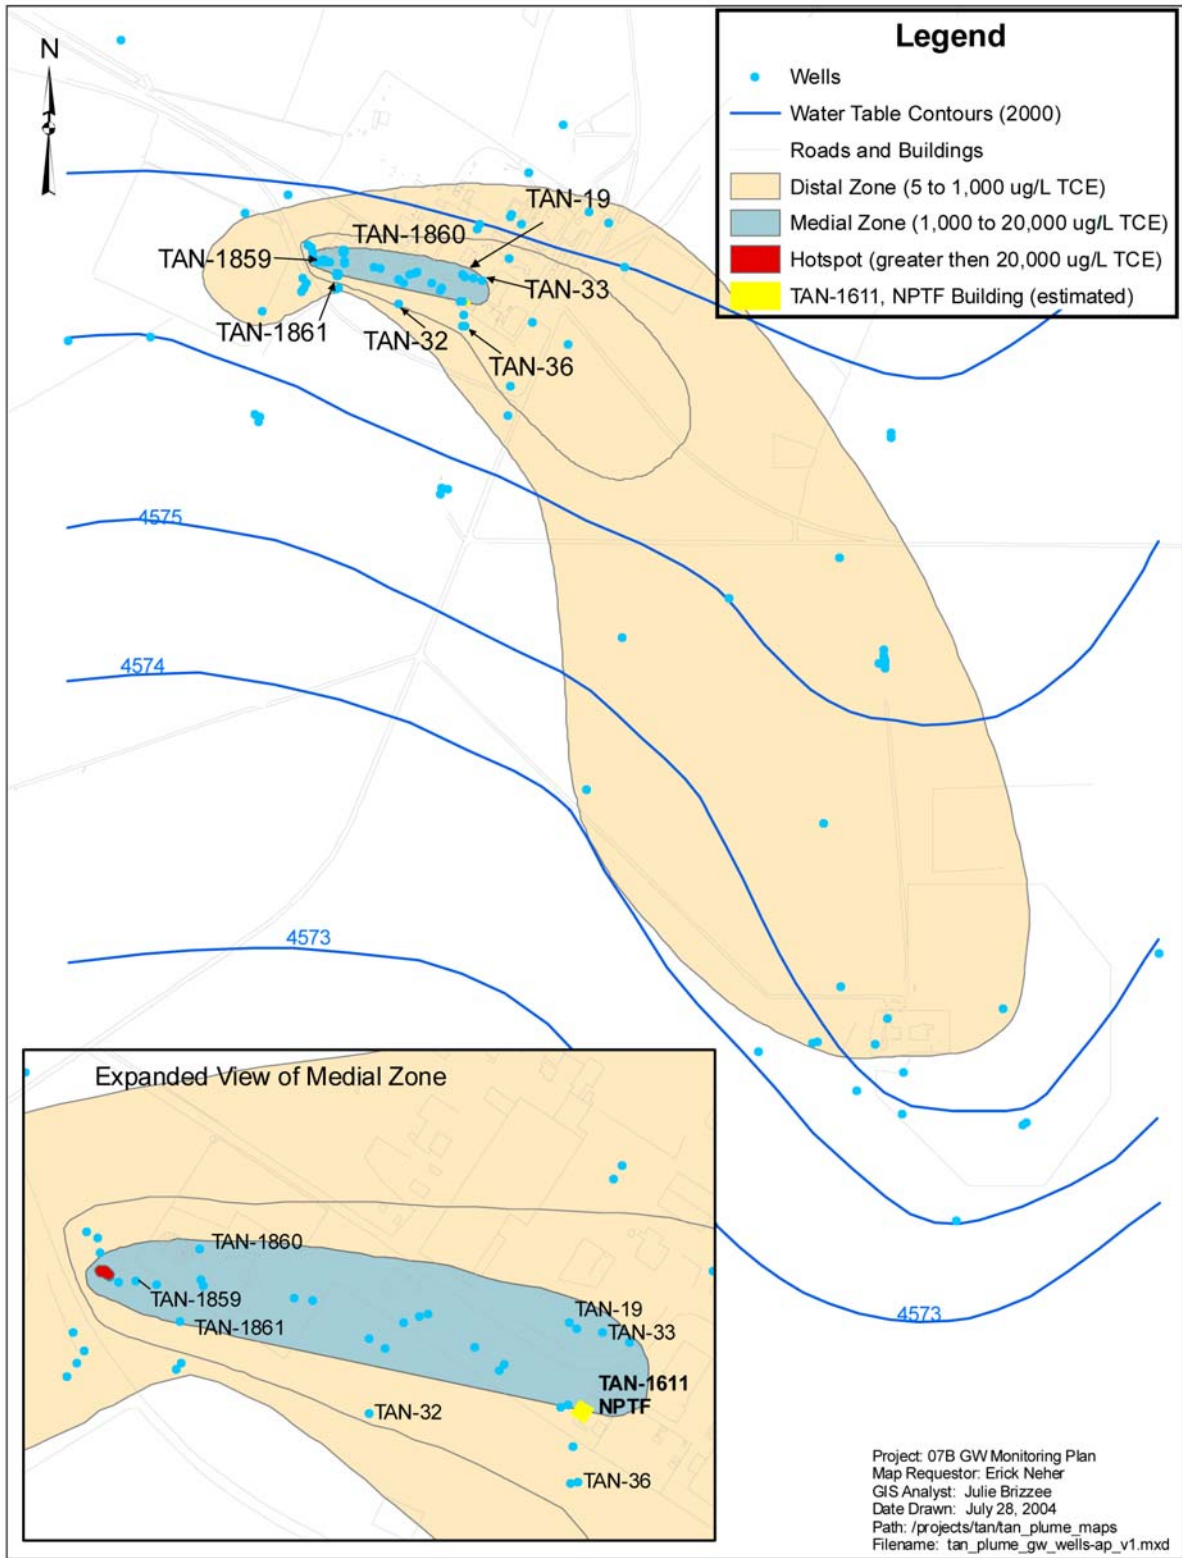 N
Legend
Wells
Water Table Contours (2000)
Roads and Buildings
Distal Zone (5 to 1,000 ug/L TCE)
Medial Zone (1,000 to 20,000 ug/L TCE)
Hotspot (greater then 20,000 ug/L TCE)
TAN-1611, NPTF Building (estimated)
TAN-19
TAN-1860
TAN-1859
TAN-33
TAN-1861
TAN-32
TAN-36
4575
4574
4573
Expanded View of Medial Zone
TAN-1860
TAN-1859
TAN-19
TAN-1861
TAN-33
TAN-1611
NPTF
TAN-32
TAN-36
4573
Project: 07B GW Monitoring Plan
Map Requestor: Erick Neher
GIS Analyst: Julie Brizzee
Date Drawn: July 28, 2004
Path: /projects/tan/tan_plume_maps
Filename: tan_plume_gw_wells-ap_v1.mxd